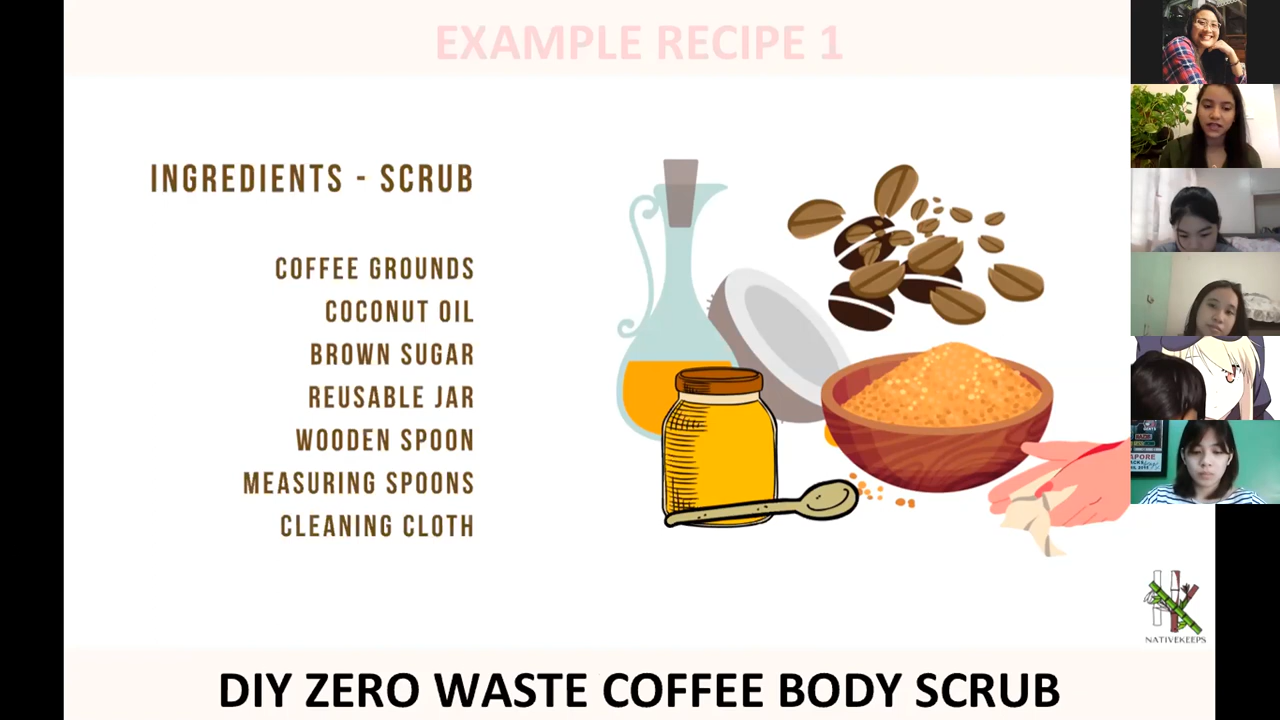 EXAMPLE RECIPE 1
INGREDIENTS - SCRUB
COFFEE GROUNDS
COCONUT OIL
BROWN SUGAR
REUSABLE JAR
WOODEN SPOON
MEASURING SPOONS
CLEANING CLOTH
NATIVEKEEPS
DIY ZERO WASTE COFFEE BODY SCRUB